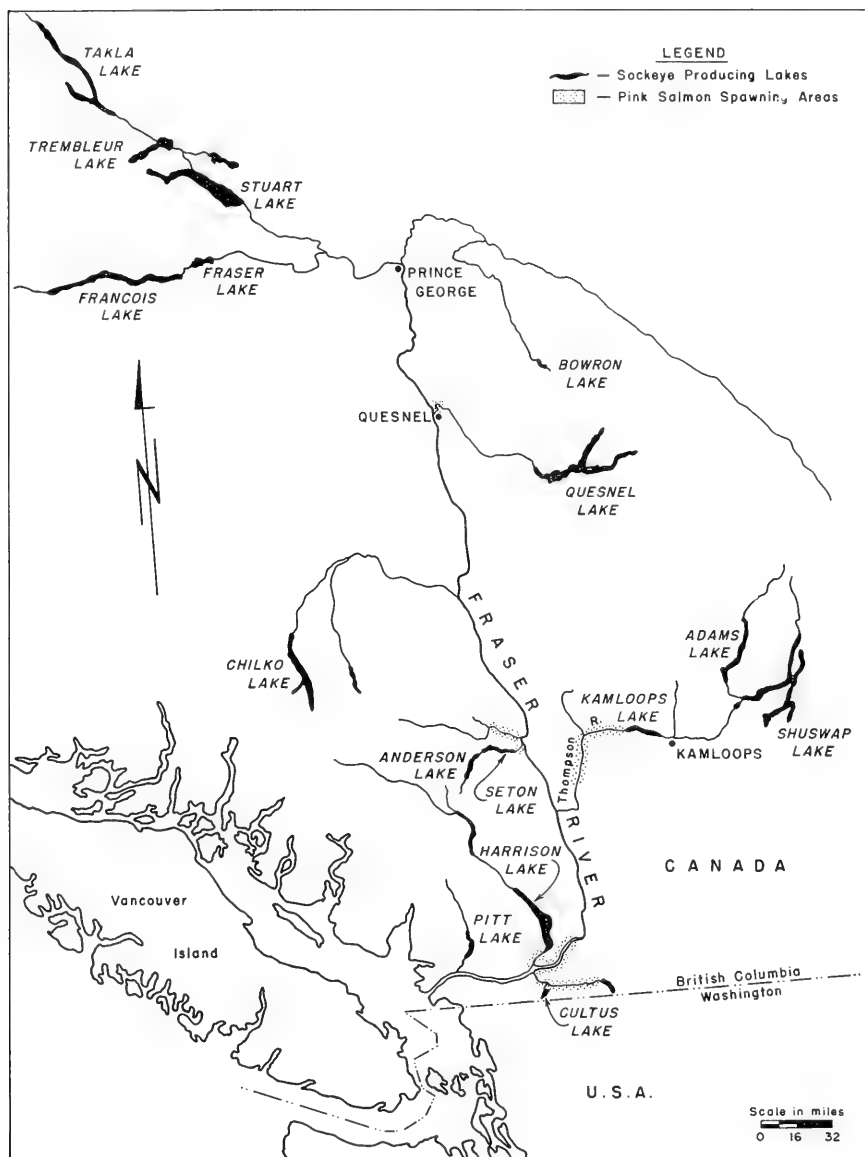 LEGEND
— Sockeye Producing Lakes
— Pink Salmon Spawning Areas
TAKLA
LAKE
TREMBLEUR
LAKE
STUART
LAKE
FRASER
LAKE
FRANCOIS
LAKE
PRINCE
GEORGE
BOWRON
LAKE
QUESNEL
QUESNEL
LAKE
FRASER
RIVER
CHILKO
LAKE
ADAMS
LAKE
KAMLOOPS
LAKE
SHUSWAP
LAKE
KAMLOOPS
Thompson
R.
ANDERSON
LAKE
SETON
LAKE
HARRISON
LAKE
CANADA
Vancouver
Island
PITT
LAKE
British Columbia
Washington
CULTUS
LAKE
U.S.A.
Scale in miles
0 16 32